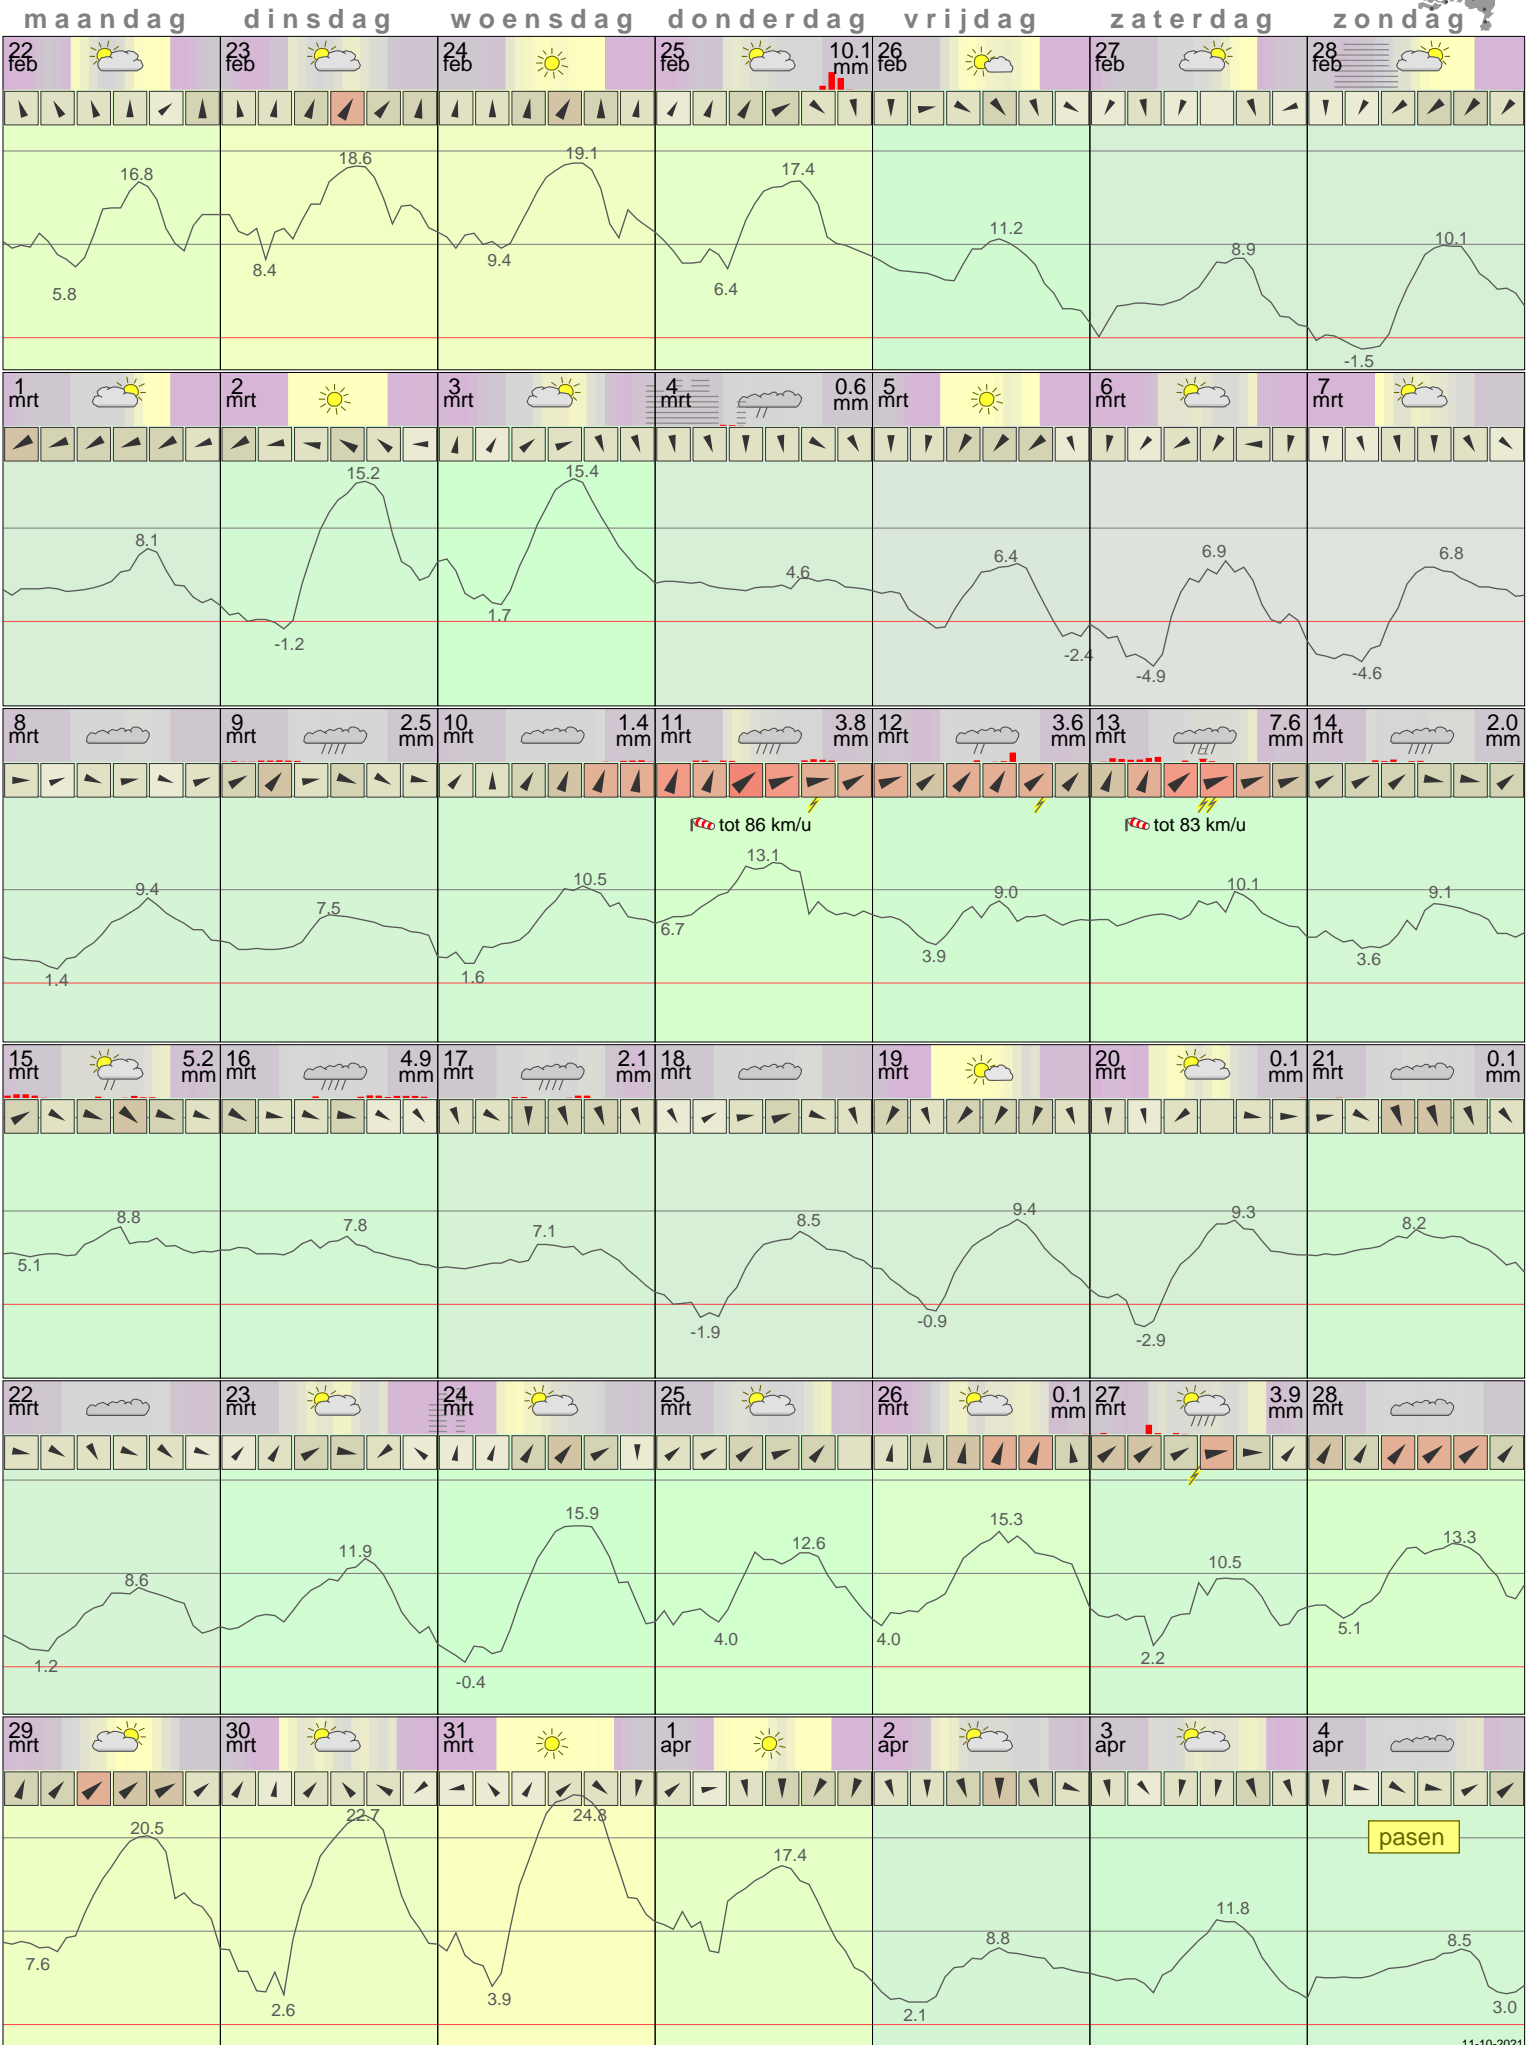 maandag dinsdag woensdag donderdag vrijdag zaterdag zondag
22 feb 23 feb 24 feb 25 feb 10.1 mm 26 feb 27 feb 28 feb
16.8 18.6 19.1 17.4 11.2 8.9 10.1
5.8 8.4 9.4 6.4 -1.5
1 mrt 2 mrt 3 mrt 4 mrt 0.6 mm 5 mrt 6 mrt 7 mrt
8.1 15.2 15.4 4.6 6.4 6.9 6.8
-1.2 1.7 -2.4 -4.9 -4.6
8 mrt 9 mrt 2.5 mm 10 mrt 1.4 mm 11 mrt 3.8 mm 12 mrt 3.6 mm 13 mrt 7.6 mm 14 mrt 2.0 mm
tot 86 km/u tot 83 km/u
9.4 7.5 10.5 13.1 9.0 10.1 9.1
1.4 1.6 6.7 3.9 3.6
15 mrt 5.2 mm 16 mrt 4.9 mm 17 mrt 2.1 mm 18 mrt 19 mrt 20 mrt 0.1 mm 21 mrt 0.1 mm
8.8 7.8 7.1 8.5 9.4 9.3 8.2
5.1 -1.9 -0.9 -2.9
22 mrt 23 mrt 24 mrt 25 mrt 26 mrt 0.1 mm 27 mrt 3.9 mm 28 mrt
8.6 11.9 15.9 12.6 15.3 10.5 13.3
1.2 -0.4 4.0 4.0 2.2 5.1
29 mrt 30 mrt 31 mrt 1 apr 2 apr 3 apr 4 apr
pasen
20.5 22.7 24.8 17.4 8.8 11.8 8.5
7.6 2.6 3.9 2.1 3.0
11-10-2021